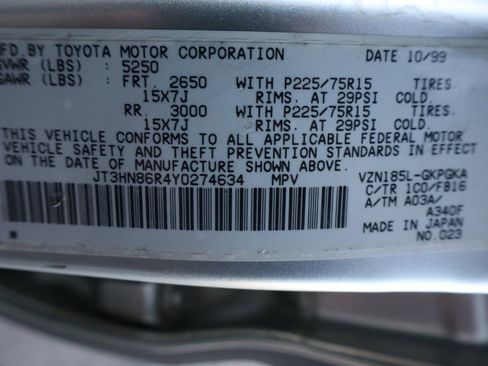 MFD. BY TOYOTA MOTOR CORPORATION DATE 10/99
GVWR (LBS) : 5250
GAWR (LBS) : FRT. 2650 WITH P225/75R15 TIRES.
15X7J RIMS. AT 29PSI COLD.
RR. 3000 WITH P225/75R15 TIRES.
15X7J RIMS. AT 29PSI COLD.
THIS VEHICLE CONFORMS TO ALL APPLICABLE FEDERAL MOTOR
VEHICLE SAFETY AND THEFT PREVENTION STANDARDS IN EFFECT
ON THE DATE OF MANUFACTURE SHOWN ABOVE.
JT3HN86R4Y0274634 MPV VZN185L-GKPGKA
C/TR 1C0/FB16
A/TM A03A/
A340F
MADE IN JAPAN
NO.023